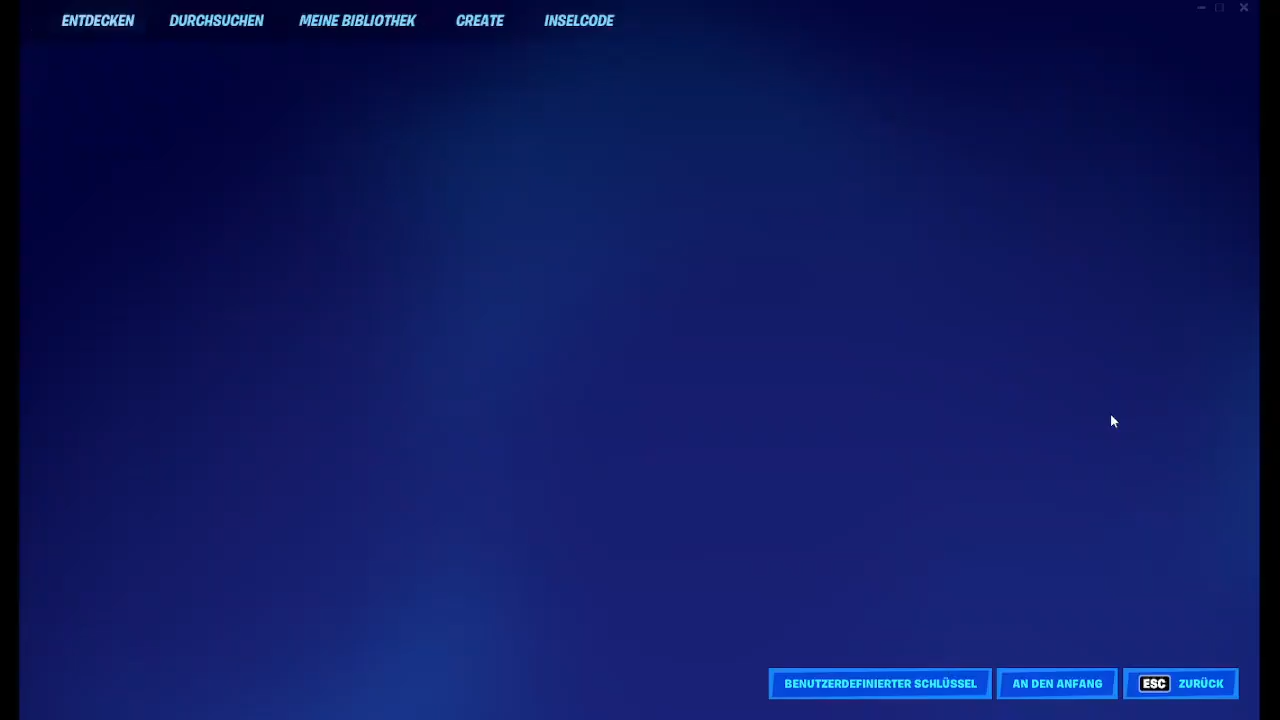 ENTDECKEN DURCHSUCHEN MEINE BIBLIOTHEK CREATE INSELCODE
BENUTZERDEFINIERTER SCHLÜSSEL AN DEN ANFANG ESC ZURÜCK